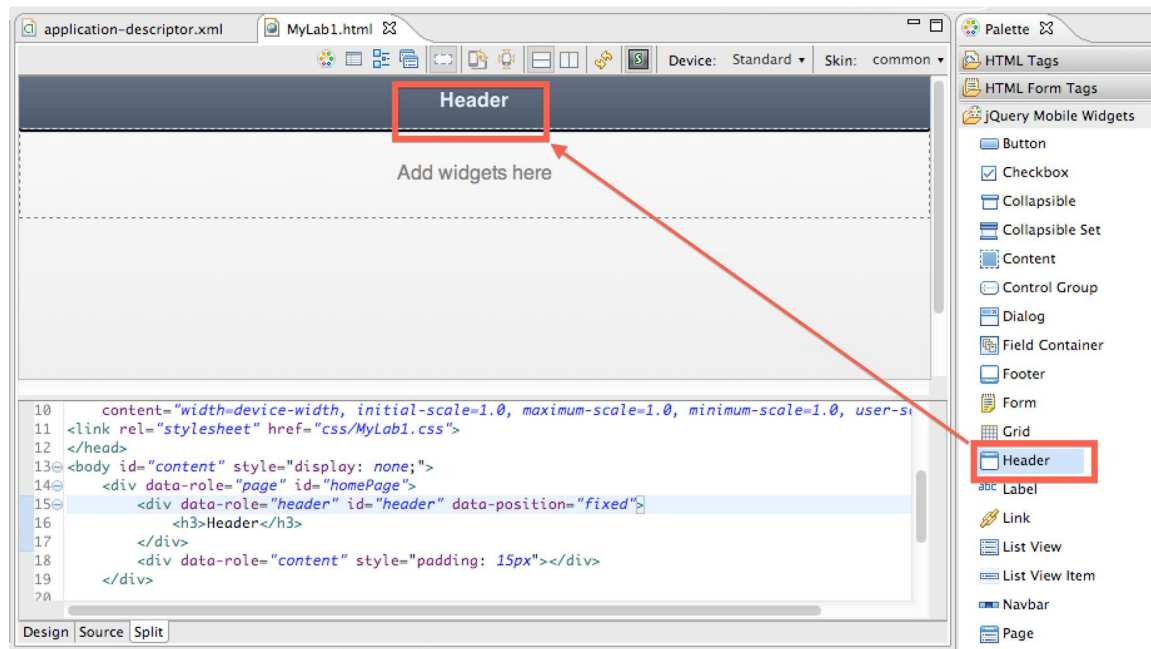 application-descriptor.xml
MyLab1.html
Device: Standard
Skin: common
Header
Add widgets here
10 content="width=device-width, initial-scale=1.0, maximum-scale=1.0, minimum-scale=1.0, user-s
11 <link rel="stylesheet" href="css/MyLab1.css">
12 </head>
13 <body id="content" style="display: none;">
14 <div data-role="page" id="homePage">
15 <div data-role="header" id="header" data-position="fixed">
16 <h3>Header</h3>
17 </div>
18 <div data-role="content" style="padding: 15px"></div>
19 </div>
20
Design Source Split
Palette
HTML Tags
HTML Form Tags
jQuery Mobile Widgets
Button
Checkbox
Collapsible
Collapsible Set
Content
Control Group
Dialog
Field Container
Footer
Form
Grid
Header
abc Label
Link
List View
List View Item
Navbar
Page